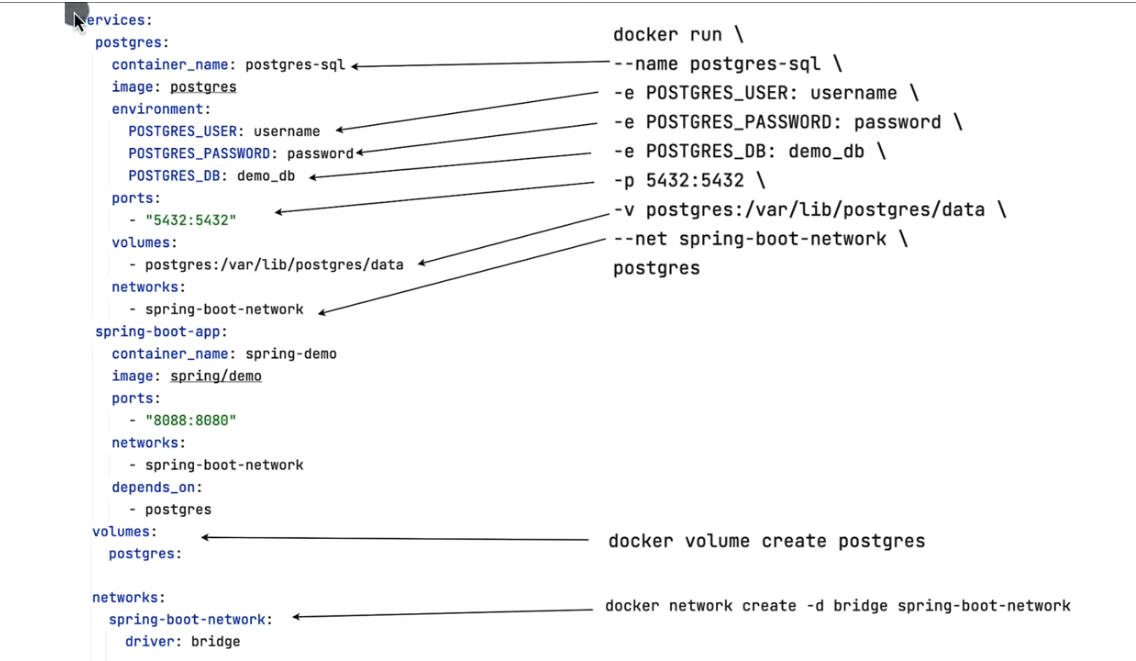 ervices:
postgres:
container_name: postgres-sql
image: postgres
environment:
POSTGRES_USER: username
POSTGRES_PASSWORD: password
POSTGRES_DB: demo_db
ports:
- "5432:5432"
volumes:
- postgres:/var/lib/postgres/data
networks:
- spring-boot-network
spring-boot-app:
container_name: spring-demo
image: spring/demo
ports:
- "8088:8080"
networks:
- spring-boot-network
depends_on:
- postgres
volumes:
postgres:
networks:
spring-boot-network:
driver: bridge
docker run \
--name postgres-sql \
-e POSTGRES_USER: username \
-e POSTGRES_PASSWORD: password \
-e POSTGRES_DB: demo_db \
-p 5432:5432 \
-v postgres:/var/lib/postgres/data \
--net spring-boot-network \
postgres
docker volume create postgres
docker network create -d bridge spring-boot-network